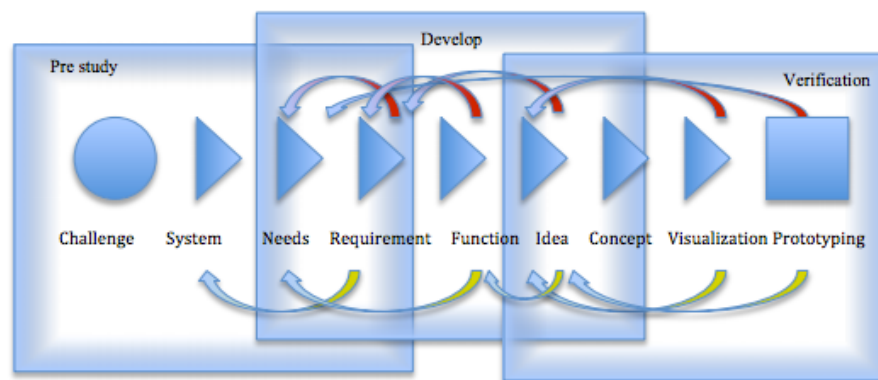 Develop
Pre study
Verification
Challenge System Needs Requirement Function Idea Concept Visualization Prototyping